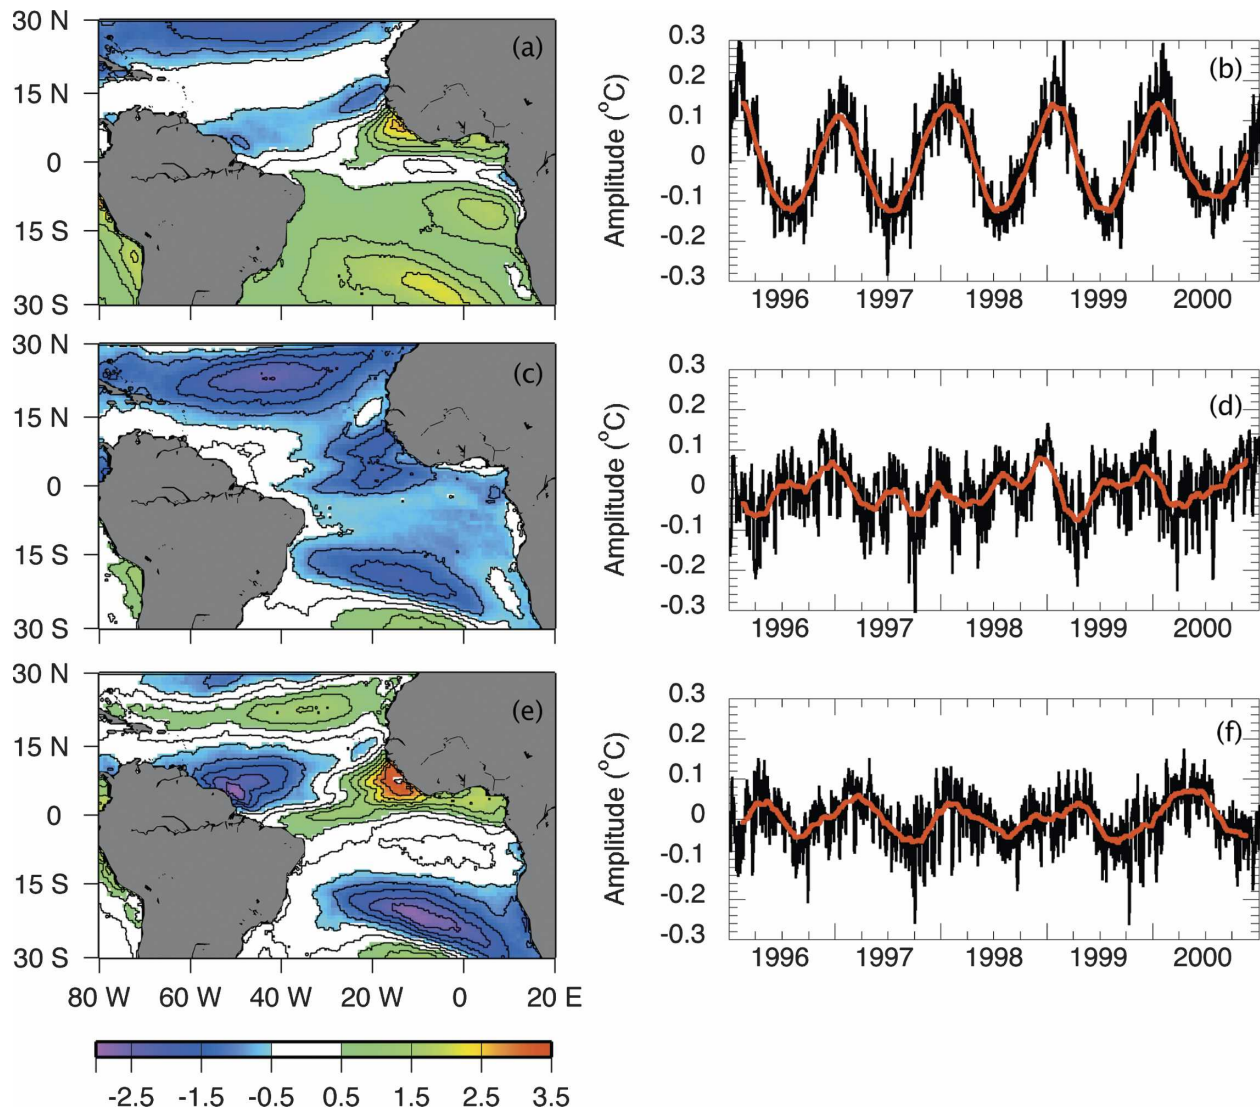 30 N
15 N
0
15 S
30 S
(a)
0.3
0.2
0.1
0
-0.1
-0.2
-0.3
Amplitude (°C)
(b)
1996 1997 1998 1999 2000
30 N
15 N
0
15 S
30 S
(c)
0.3
0.2
0.1
0
-0.1
-0.2
-0.3
Amplitude (°C)
(d)
1996 1997 1998 1999 2000
30 N
15 N
0
15 S
30 S
(e)
80 W 60 W 40 W 20 W 0 20 E
0.3
0.2
0.1
0
-0.1
-0.2
-0.3
Amplitude (°C)
(f)
1996 1997 1998 1999 2000
-2.5 -1.5 -0.5 0.5 1.5 2.5 3.5